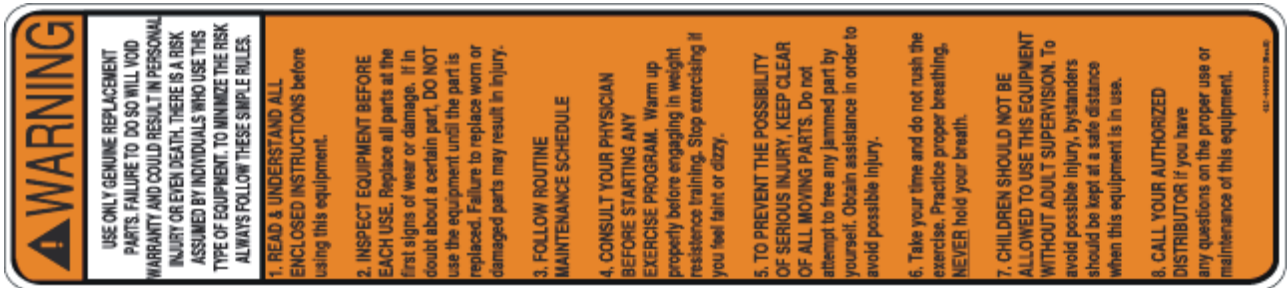 WARNING
USE ONLY GENUINE REPLACEMENT
PARTS. FAILURE TO DO SO WILL VOID
WARRANTY AND COULD RESULT IN PERSONAL
INJURY OR EVEN DEATH. THERE IS A RISK
ASSUMED BY INDIVIDUALS WHO USE THIS
TYPE OF EQUIPMENT. TO MINIMIZE THE RISK
ALWAYS FOLLOW THESE SIMPLE RULES.
1. READ & UNDERSTAND ALL
ENCLOSED INSTRUCTIONS before
using this equipment.
2. INSPECT EQUIPMENT BEFORE
EACH USE. Replace all parts at the
first signs of wear or damage. If in
doubt about a certain part, DO NOT
use the equipment until the part is
replaced. Failure to replace worn or
damaged parts may result in injury.
3. FOLLOW ROUTINE
MAINTENANCE SCHEDULE
4. CONSULT YOUR PHYSICIAN
BEFORE STARTING ANY
EXERCISE PROGRAM. Warm up
properly before engaging in weight
resistence training. Stop exercising if
you feel faint or dizzy.
5. TO PREVENT THE POSSIBILITY
OF SERIOUS INJURY, KEEP CLEAR
OF ALL MOVING PARTS. Do not
attempt to free any jammed part by
yourself. Obtain assistance in order to
avoid possible injury.
6. Take your time and do not rush the
exercise. Practice proper breathing,
NEVER hold your breath.
7. CHILDREN SHOULD NOT BE
ALLOWED TO USE THIS EQUIPMENT
WITHOUT ADULT SUPERVISION. To
avoid possible injury, bystanders
should be kept at a safe distance
when this equipment is in use.
8. CALL YOUR AUTHORIZED
DISTRIBUTOR if you have
any questions on the proper use or
maintenance of this equipment.